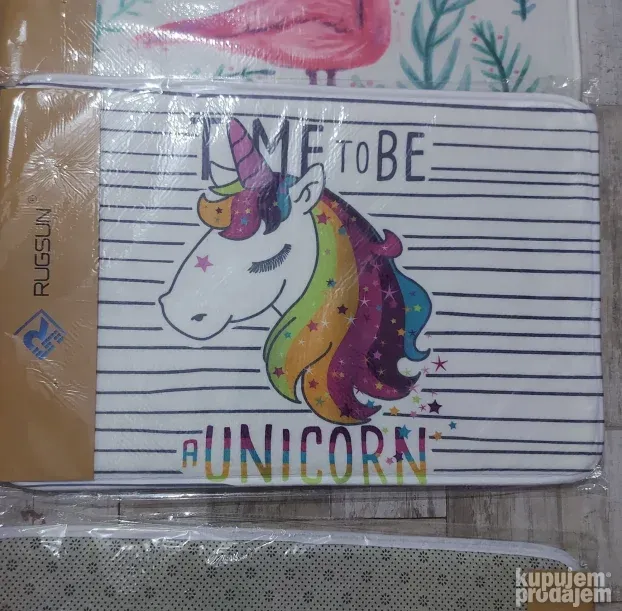 TIME TO BE
RUGSUN®
A UNICORN
kupujem
prodajem